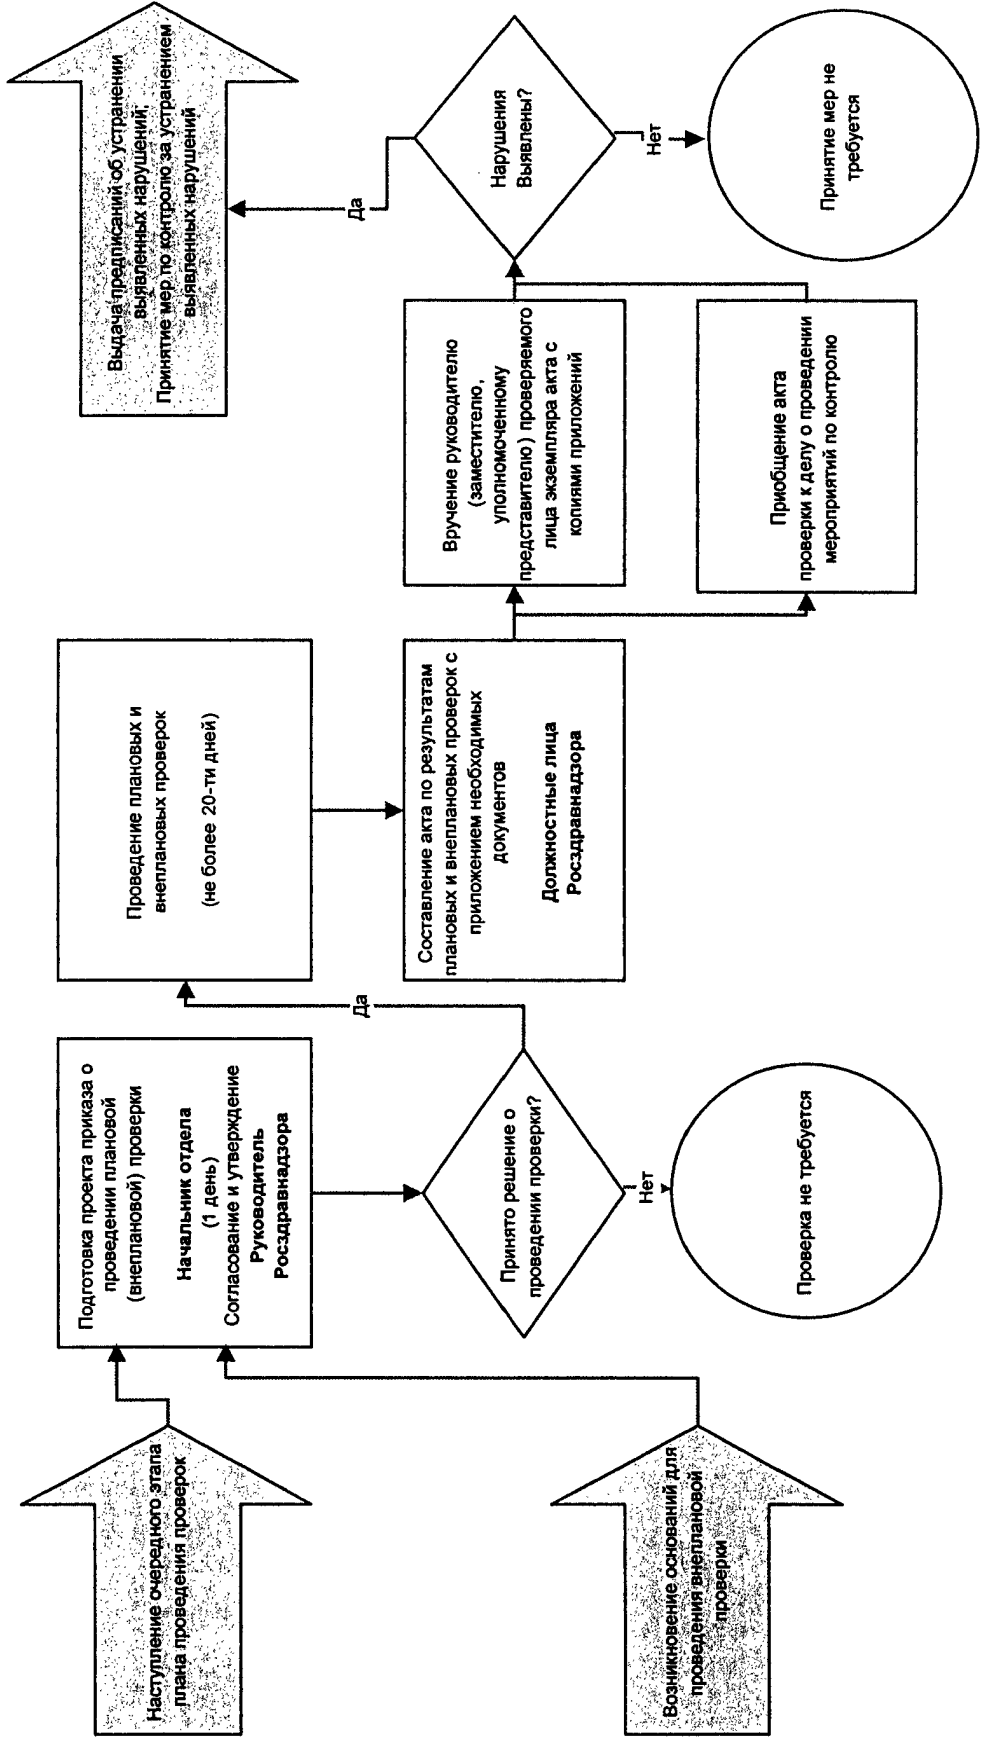 Наступление очередного этапа
плана проведения проверок
Возникновение оснований для
проведения внеплановой
проверки
Подготовка проекта приказа о
проведении плановой
(внеплановой) проверки
Начальник отдела
(1 день)
Согласование и утверждение
Руководитель
Росздравнадзора
Принято решение о
проведении проверки?
Да
Нет
Проверка не требуется
Проведение плановых и
внеплановых проверок
(не более 20-ти дней)
Составление акта по результатам
плановых и внеплановых проверок с
приложением необходимых
документов
Должностные лица
Росздравнадзора
Вручение руководителю
(заместителю,
уполномоченному
представителю) проверяемого
лица экземпляра акта с
копиями приложений
Приобщение акта
проверки к делу о проведении
мероприятий по контролю
Нарушения
Выявлены?
Да
Нет
Выдача предписаний об устранении
выявленных нарушений,
Принятие мер по контролю за устранением
выявленных нарушений
Принятие мер не
требуется